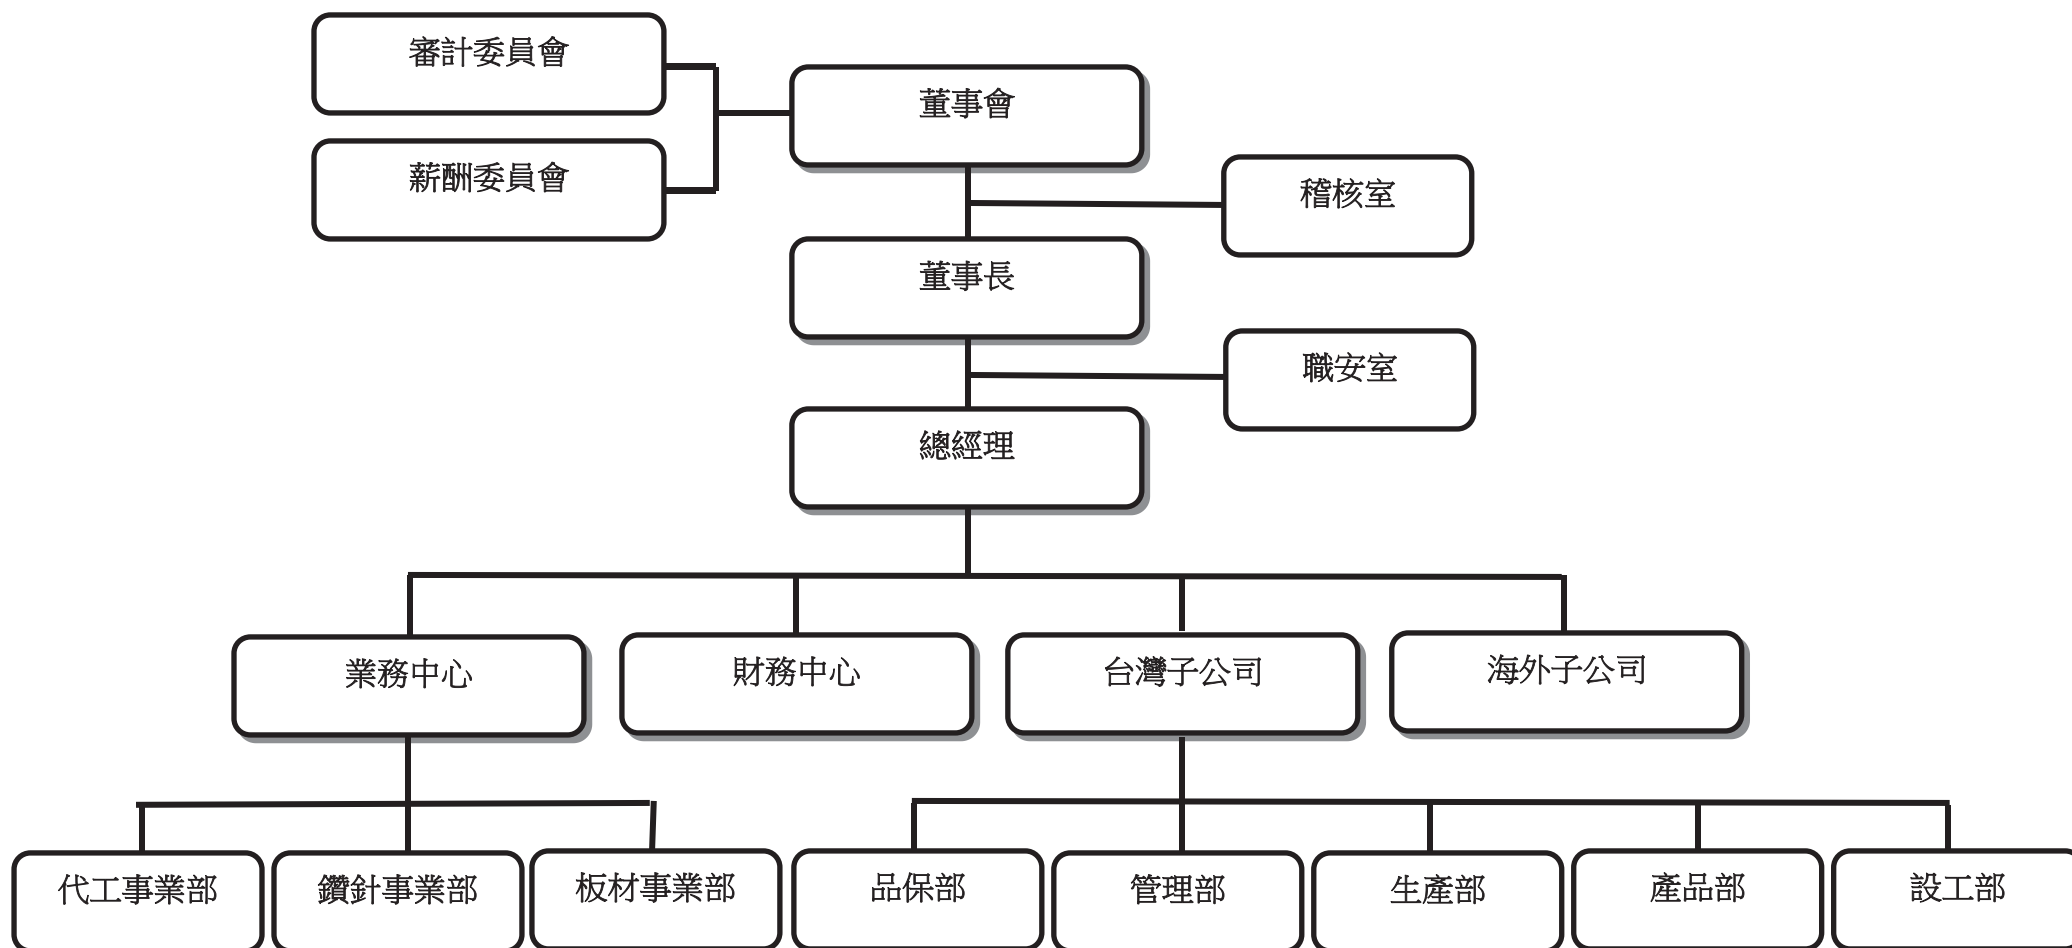 審計委員會
董事會
薪酬委員會
稽核室
董事長
職安室
總經理
業務中心
財務中心
台灣子公司
海外子公司
代工事業部
鑽針事業部
板材事業部
品保部
管理部
生產部
產品部
設工部